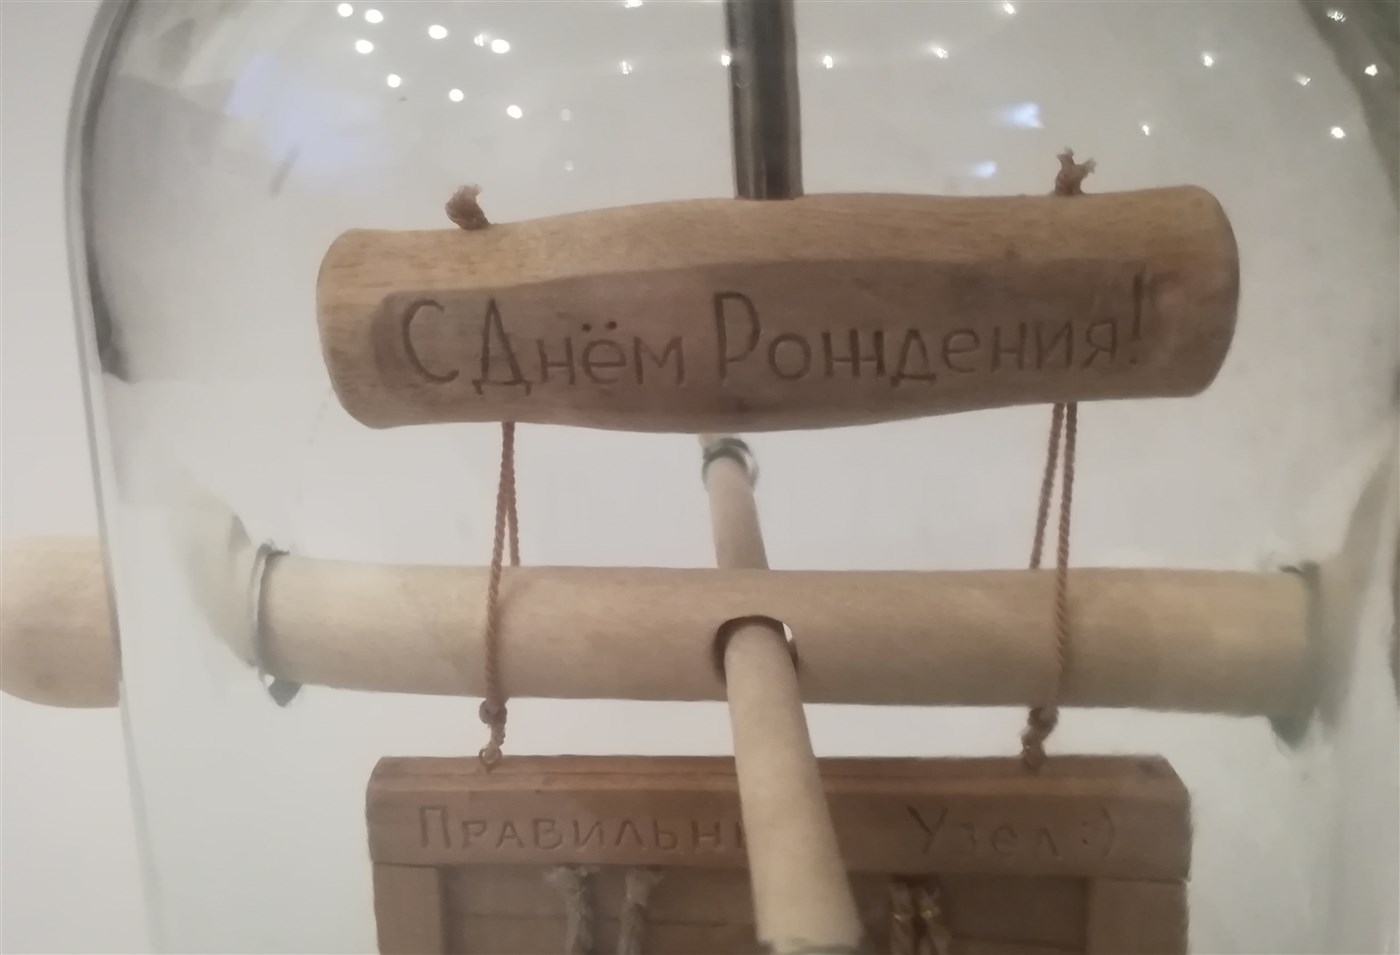 С Днём Рождения!
Узел :)